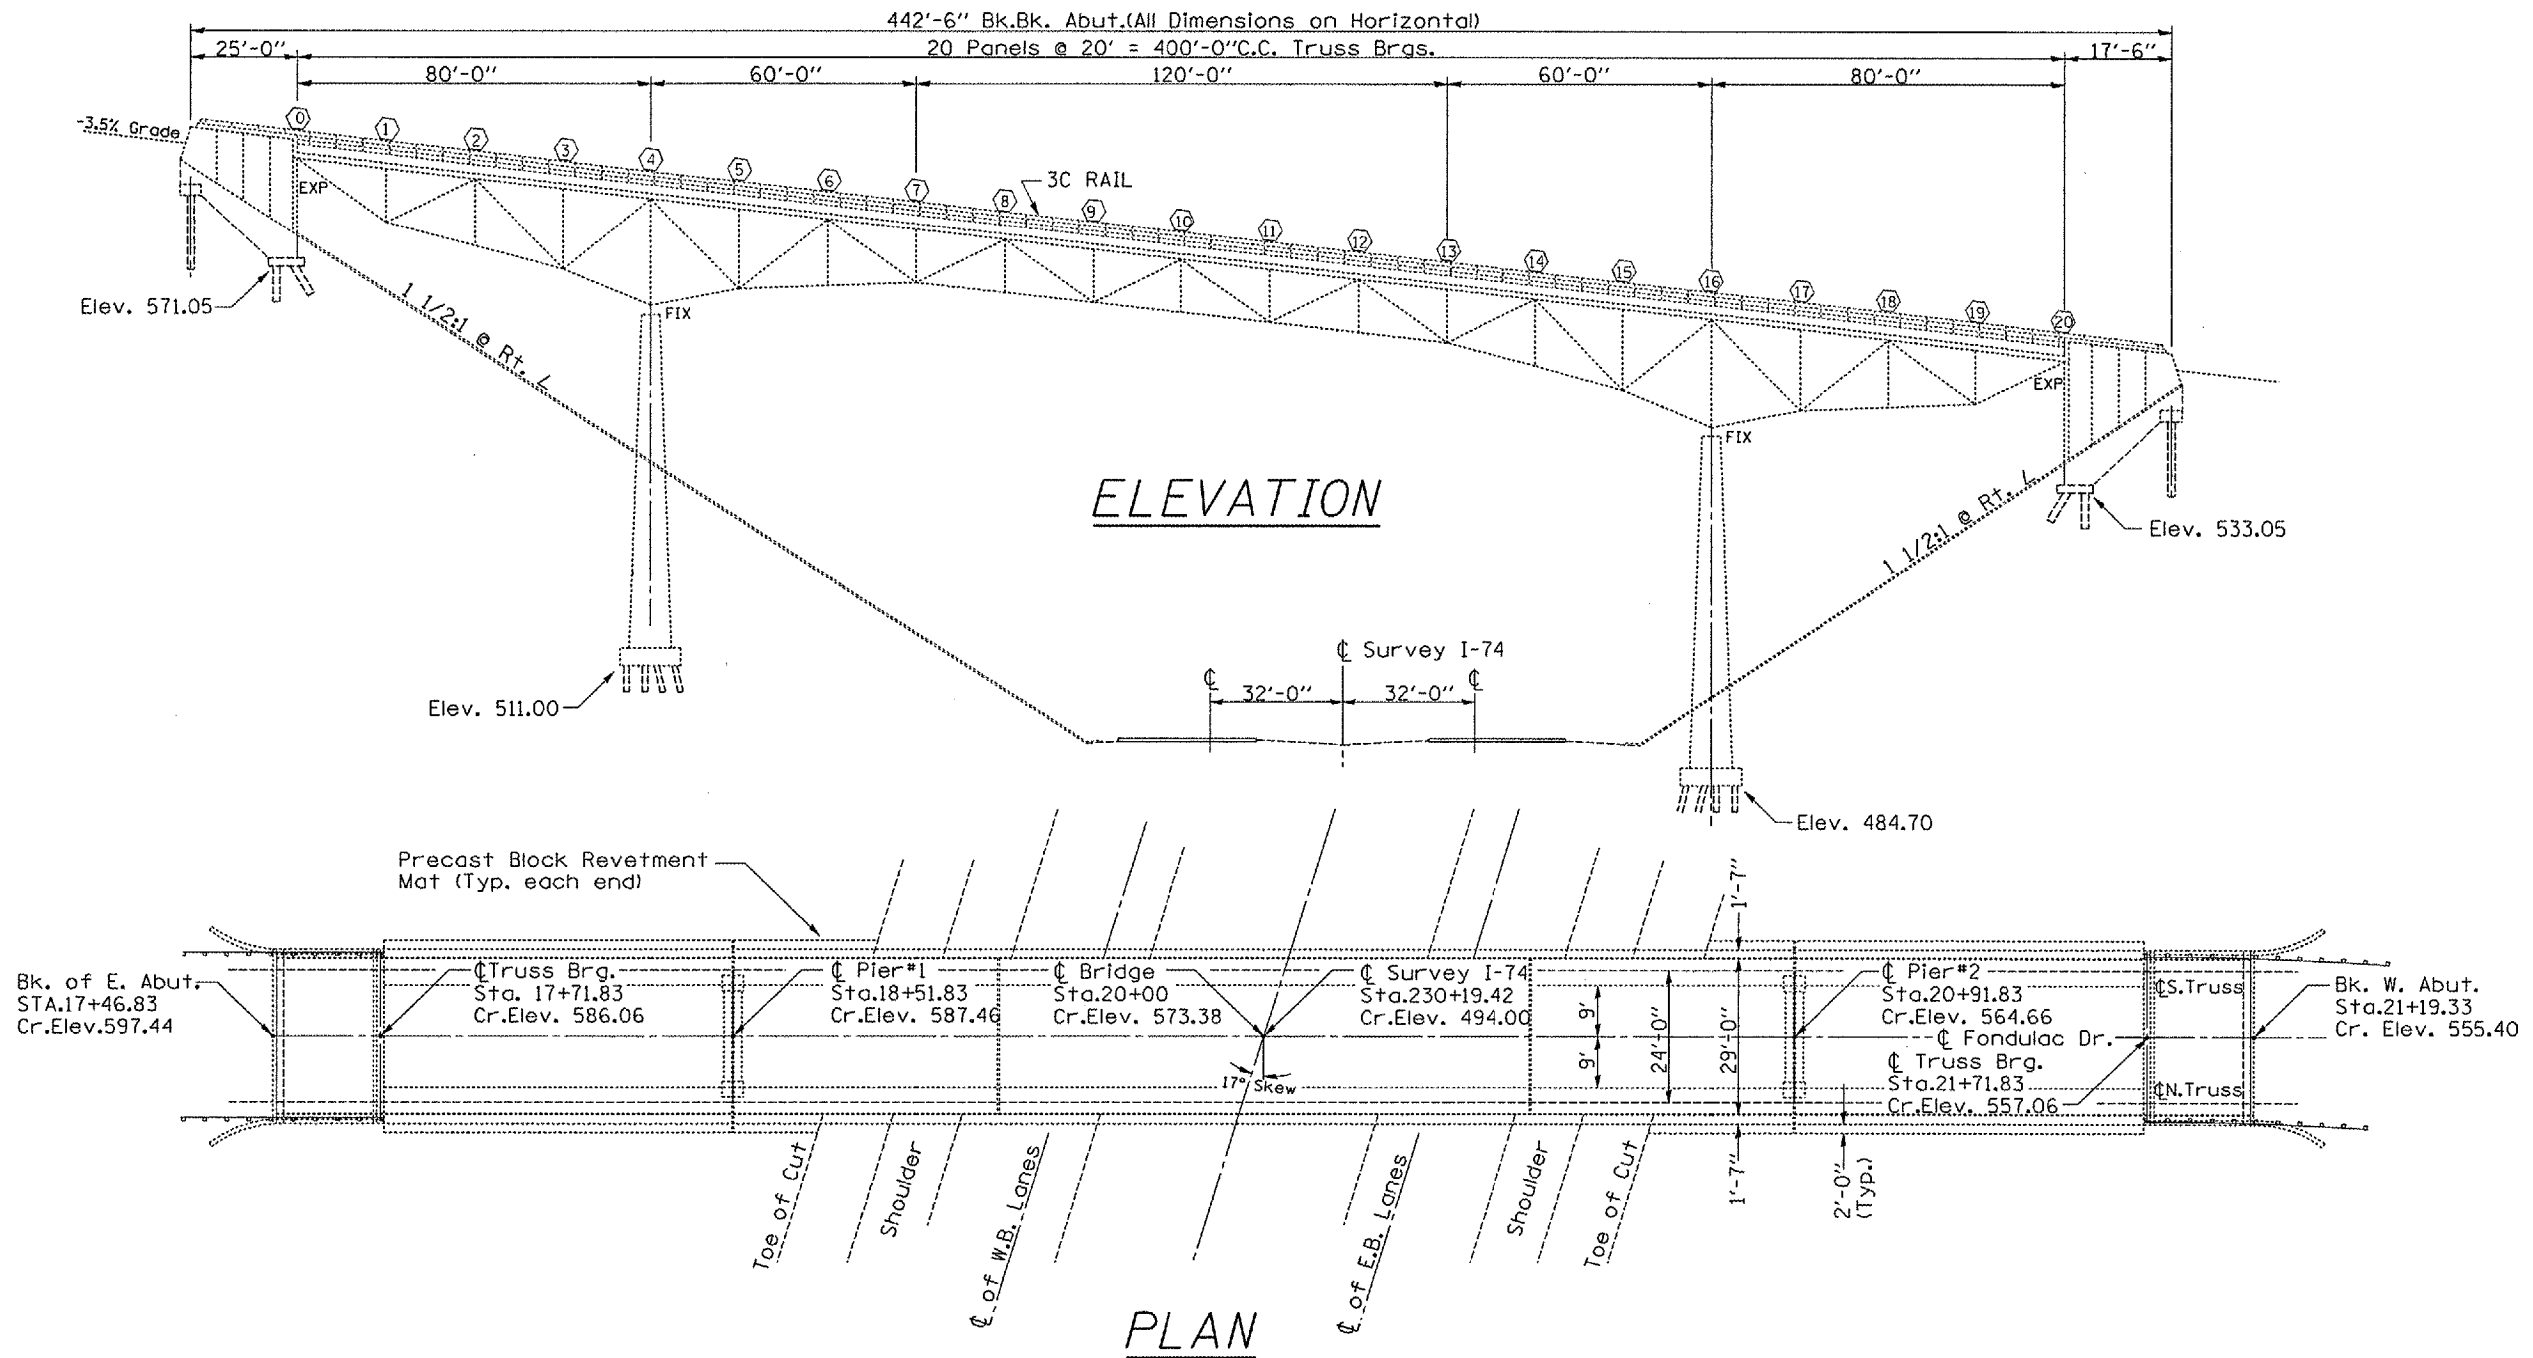 442'-6" Bk.Bk. Abut.(All Dimensions on Horizontal)
25'-0"
20 Panels @ 20' = 400'-0"C.C. Truss Brgs.
17'-6"
80'-0"
60'-0"
120'-0"
60'-0"
80'-0"
-3.5% Grade
0
1
2
3
4
5
6
7
8
9
10
11
12
13
14
15
16
17
18
19
20
3C RAIL
EXP
FIX
EXP
FIX
Elev. 571.05
1 1/2:1 @ Rt. L
ELEVATION
1 1/2:1 @ Rt. L
Elev. 533.05
℄ Survey I-74
℄
32'-0"
32'-0"
℄
Elev. 511.00
Elev. 484.70
Precast Block Revetment
Mat (Typ. each end)
1'-7"
Bk. of E. Abut.
STA.17+46.83
Cr.Elev.597.44
℄Truss Brg.
Sta. 17+71.83
Cr.Elev. 586.06
℄ Pier#1
Sta.18+51.83
Cr.Elev. 587.46
℄ Bridge
Sta.20+00
Cr.Elev. 573.38
℄ Survey I-74
Sta.230+19.42
Cr.Elev. 494.00
9'
9'
24'-0"
29'-0"
℄ Pier#2
Sta.20+91.83
Cr.Elev. 564.66
℄ Fondulac Dr.
℄ Truss Brg.
Sta.21+71.83
Cr.Elev. 557.06
℄S.Truss
℄N.Truss
Bk. W. Abut.
Sta.21+19.33
Cr. Elev. 555.40
17° Skew
Toe of Cut
Shoulder
℄ of W.B. Lanes
℄ of E.B. Lanes
Shoulder
Toe of Cut
1'-7"
2'-0"
(Typ.)
PLAN